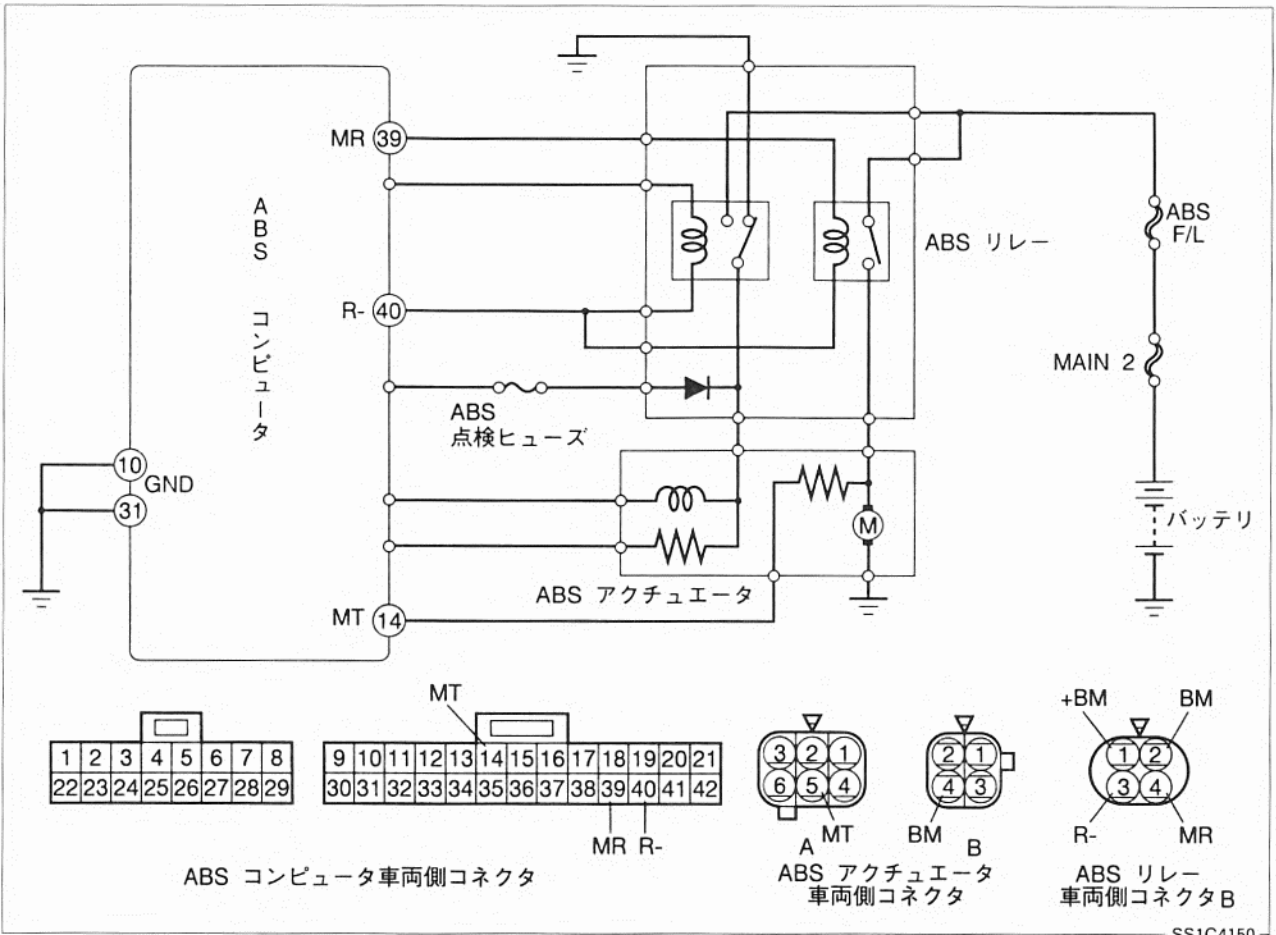 MR 39
ABS コンピュータ
R- 40
10
GND
31
MT 14
ABS
点検ヒューズ
ABS リレー
ABS
F/L
MAIN 2
バッテリ
M
ABS アクチュエータ
MT
1 2 3 4 5 6 7 8
22 23 24 25 26 27 28 29
9 10 11 12 13 14 15 16 17 18 19 20 21
30 31 32 33 34 35 36 37 38 39 40 41 42
MR R-
ABS コンピュータ車両側コネクタ
3 2 1
6 5 4
MT
A
2 1
4 3
BM
B
ABS アクチュエータ
車両側コネクタ
+BM BM
1 2
3 4
R- MR
ABS リレー
車両側コネクタB
SS1C4150